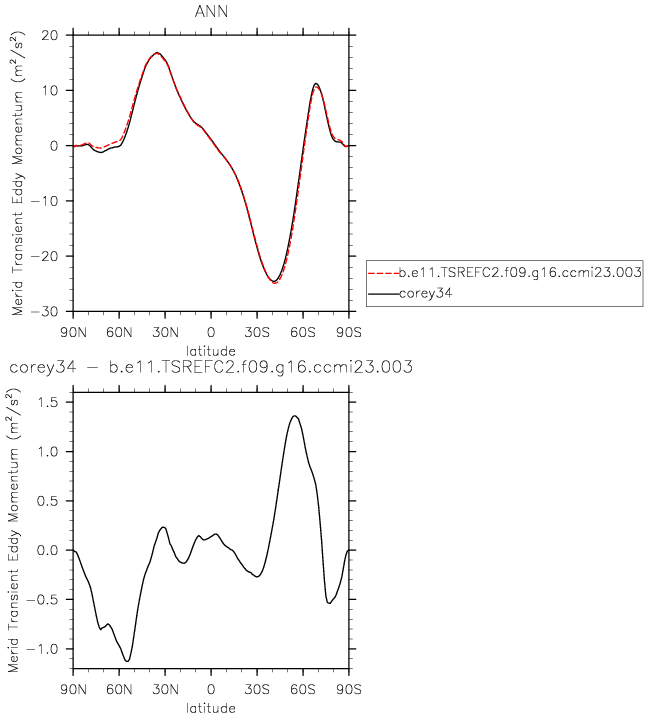 ANN
Merid Transient Eddy Momentum (m²/s²)
20
10
0
−10
−20
−30
90N 60N 30N 0 30S 60S 90S
latitude
b.e11.TSREFC2.f09.g16.ccmi23.003
corey34
corey34 − b.e11.TSREFC2.f09.g16.ccmi23.003
Merid Transient Eddy Momentum (m²/s²)
1.5
1.0
0.5
0.0
−0.5
−1.0
90N 60N 30N 0 30S 60S 90S
latitude